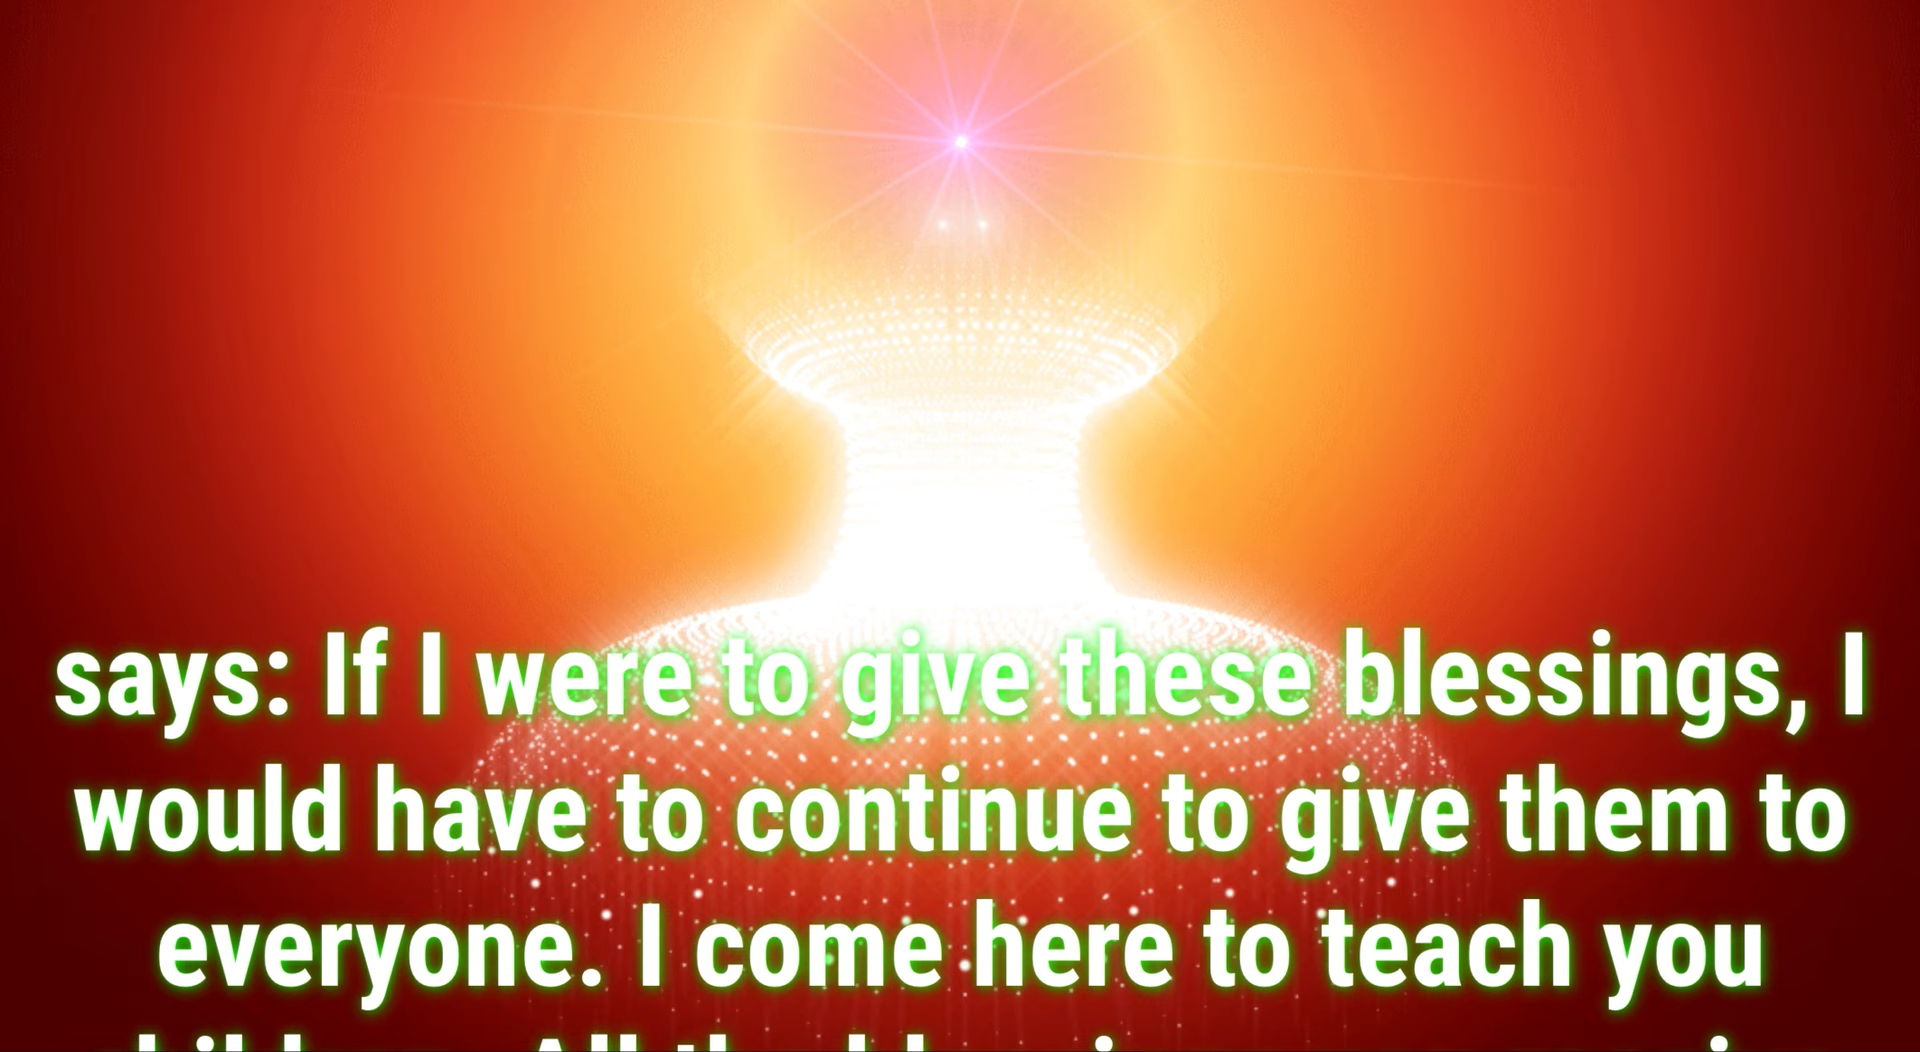 says: If I were to give these blessings, I
would have to continue to give them to
everyone. I come here to teach you